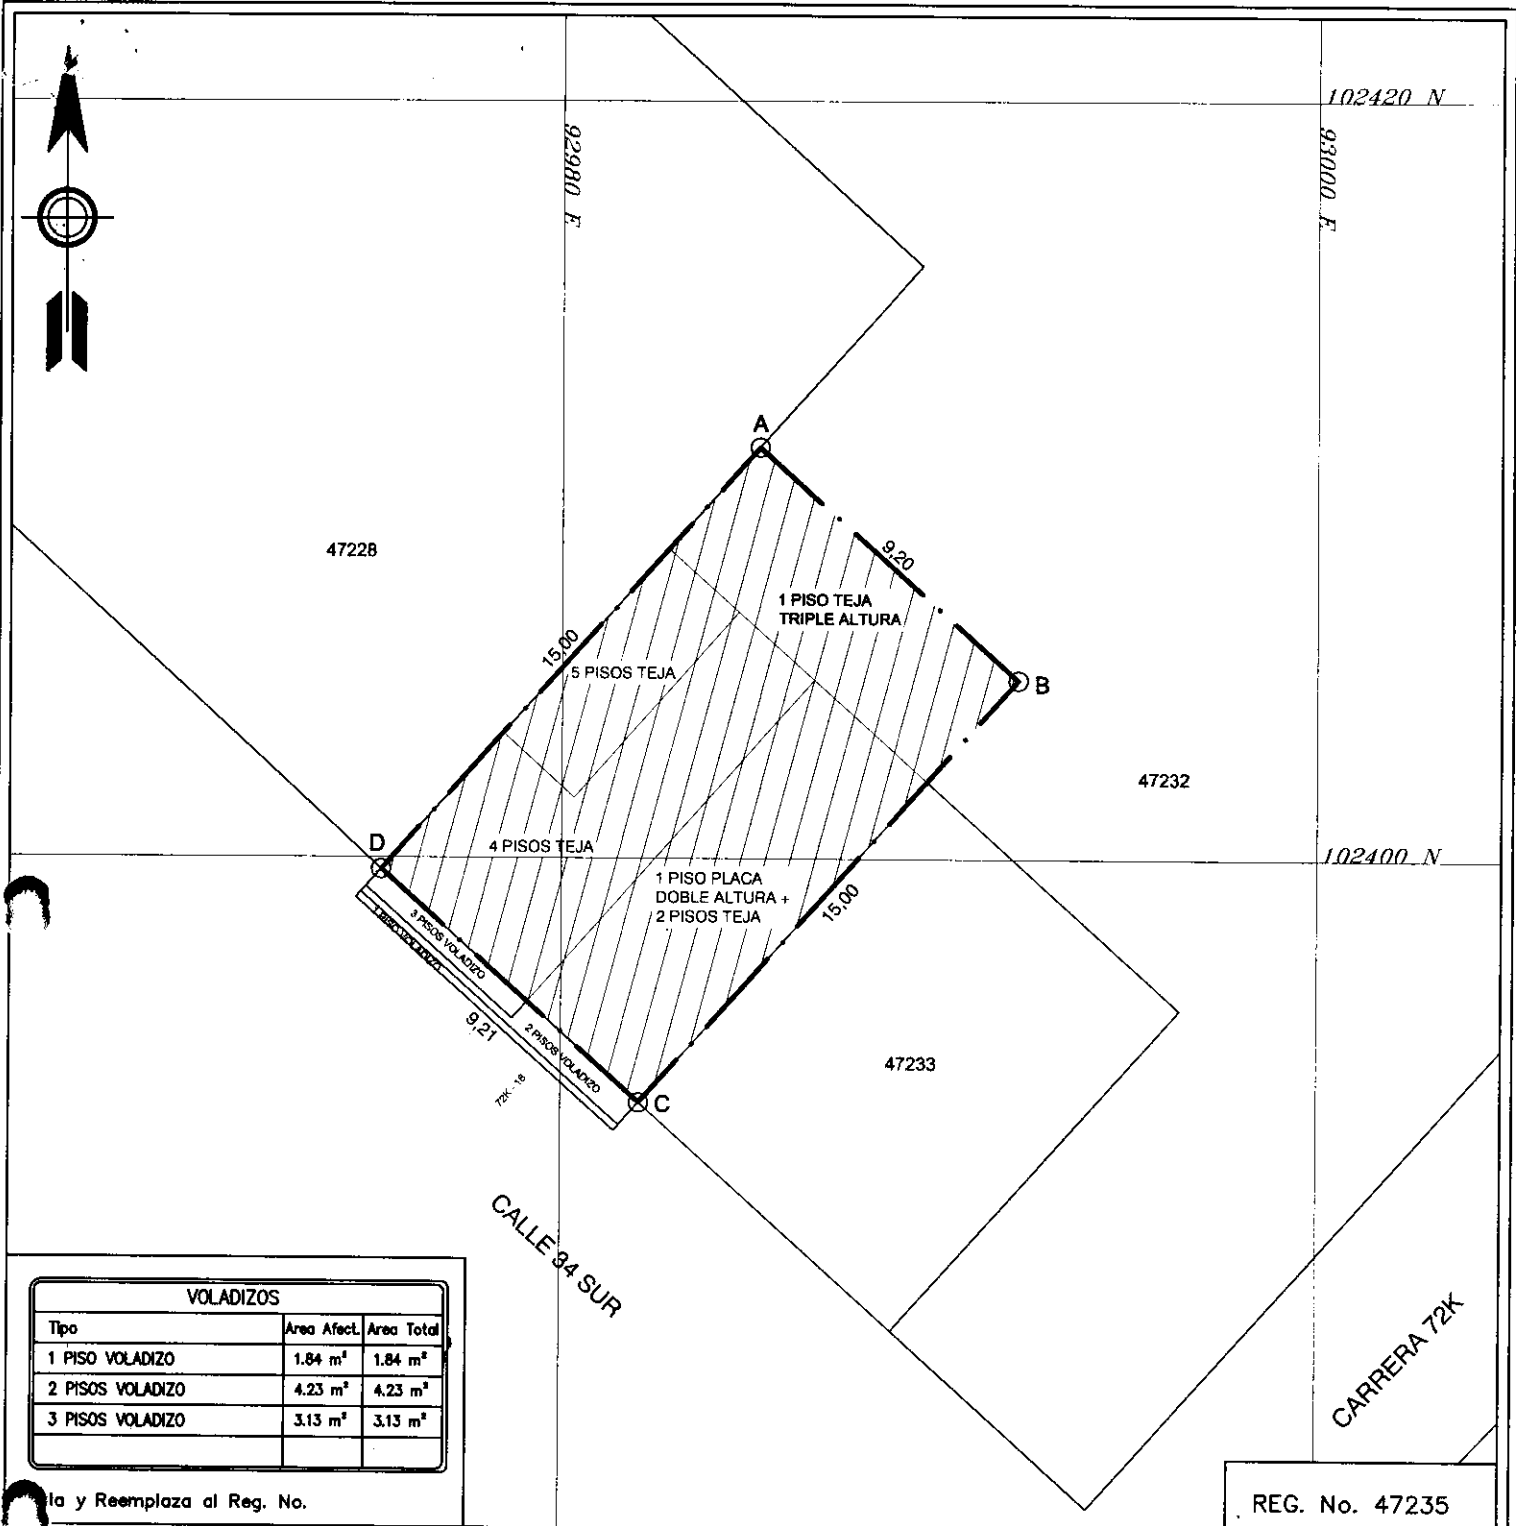 102420 N
92980 E
93000 E
A
47228
9,20
1 PISO TEJA
TRIPLE ALTURA
15,00
5 PISOS TEJA
B
47232
D
4 PISOS TEJA
102400 N
1 PISO PLACA
DOBLE ALTURA +
2 PISOS TEJA
15,00
3 PISOS VOLADIZO
1 PISO VOLADIZO
9,21
2 PISOS VOLADIZO
72K - 18
47233
C
CALLE 34 SUR
CARRERA 72K
VOLADIZOS
Tipo Area Afect. Area Total
1 PISO VOLADIZO 1.84 m² 1.84 m²
2 PISOS VOLADIZO 4.23 m² 4.23 m²
3 PISOS VOLADIZO 3.13 m² 3.13 m²
la y Reemplaza al Reg. No.
REG. No. 47235